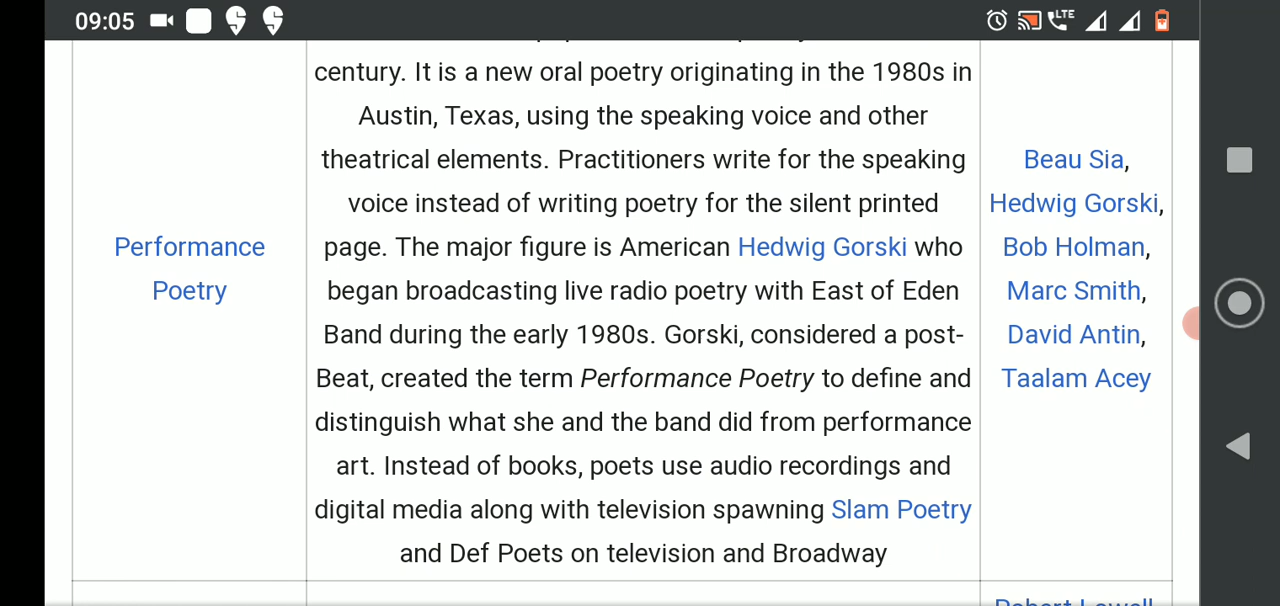 09:05
LTE
century. It is a new oral poetry originating in the 1980s in
Austin, Texas, using the speaking voice and other
theatrical elements. Practitioners write for the speaking
voice instead of writing poetry for the silent printed
page. The major figure is American Hedwig Gorski who
began broadcasting live radio poetry with East of Eden
Band during the early 1980s. Gorski, considered a post-
Beat, created the term Performance Poetry to define and
distinguish what she and the band did from performance
art. Instead of books, poets use audio recordings and
digital media along with television spawning Slam Poetry
and Def Poets on television and Broadway
Performance
Poetry
Beau Sia,
Hedwig Gorski,
Bob Holman,
Marc Smith,
David Antin,
Taalam Acey
Robert Lowell